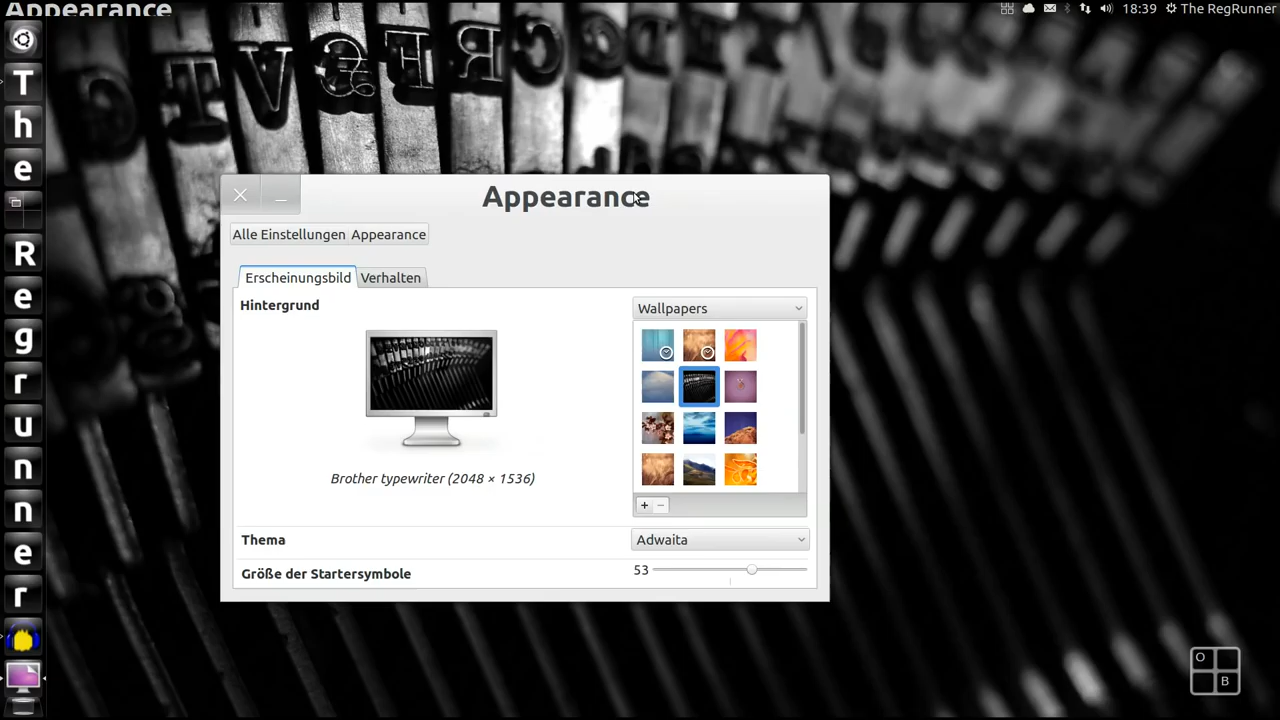 Appearance
18:39 The RegRunner
T
h
e
R
e
g
r
u
n
n
e
r
Appearance
Alle Einstellungen Appearance
Erscheinungsbild Verhalten
Hintergrund
Wallpapers
Brother typewriter (2048 × 1536)
Thema
Adwaita
Größe der Startersymbole
53
O
B